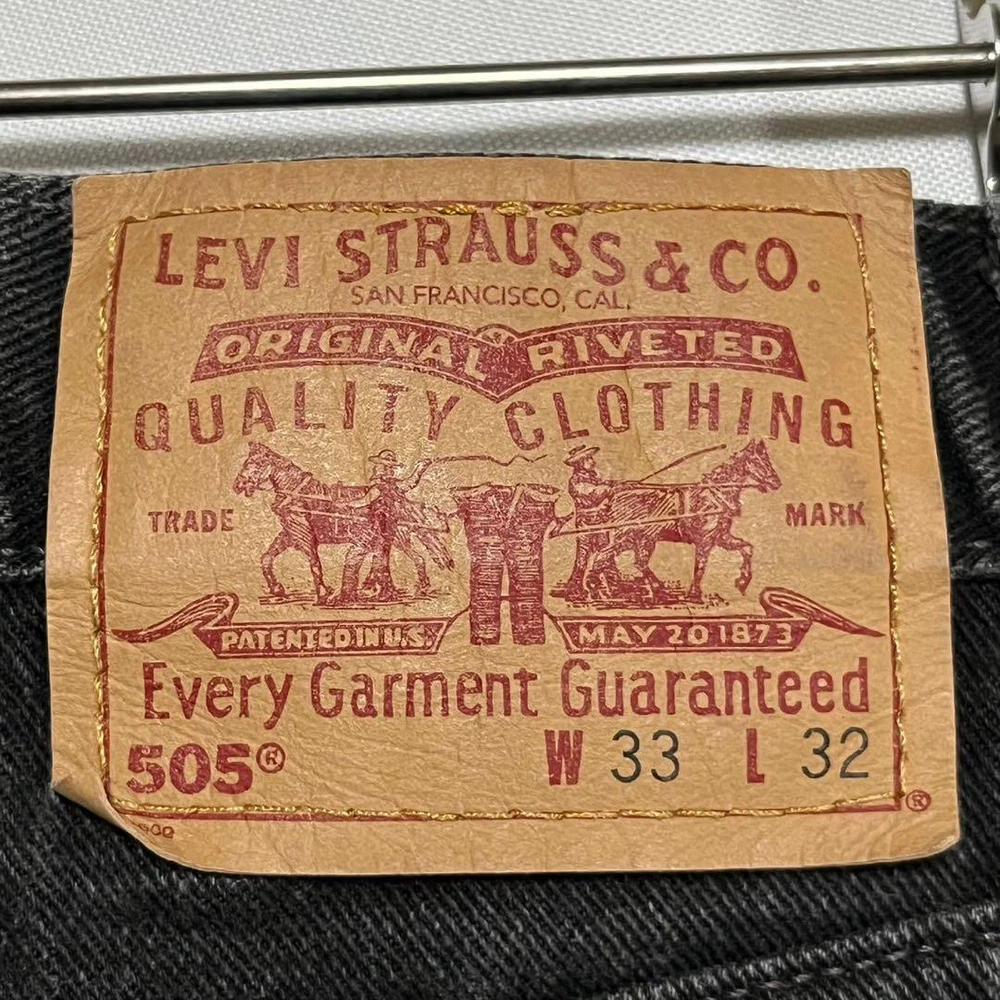 LEVI STRAUSS & CO.
SAN FRANCISCO, CAL.
ORIGINAL RIVETED
QUALITY CLOTHING
TRADE MARK
PATENTED IN U.S. MAY 20 1873
Every Garment Guaranteed
505® W 33 L 32
®